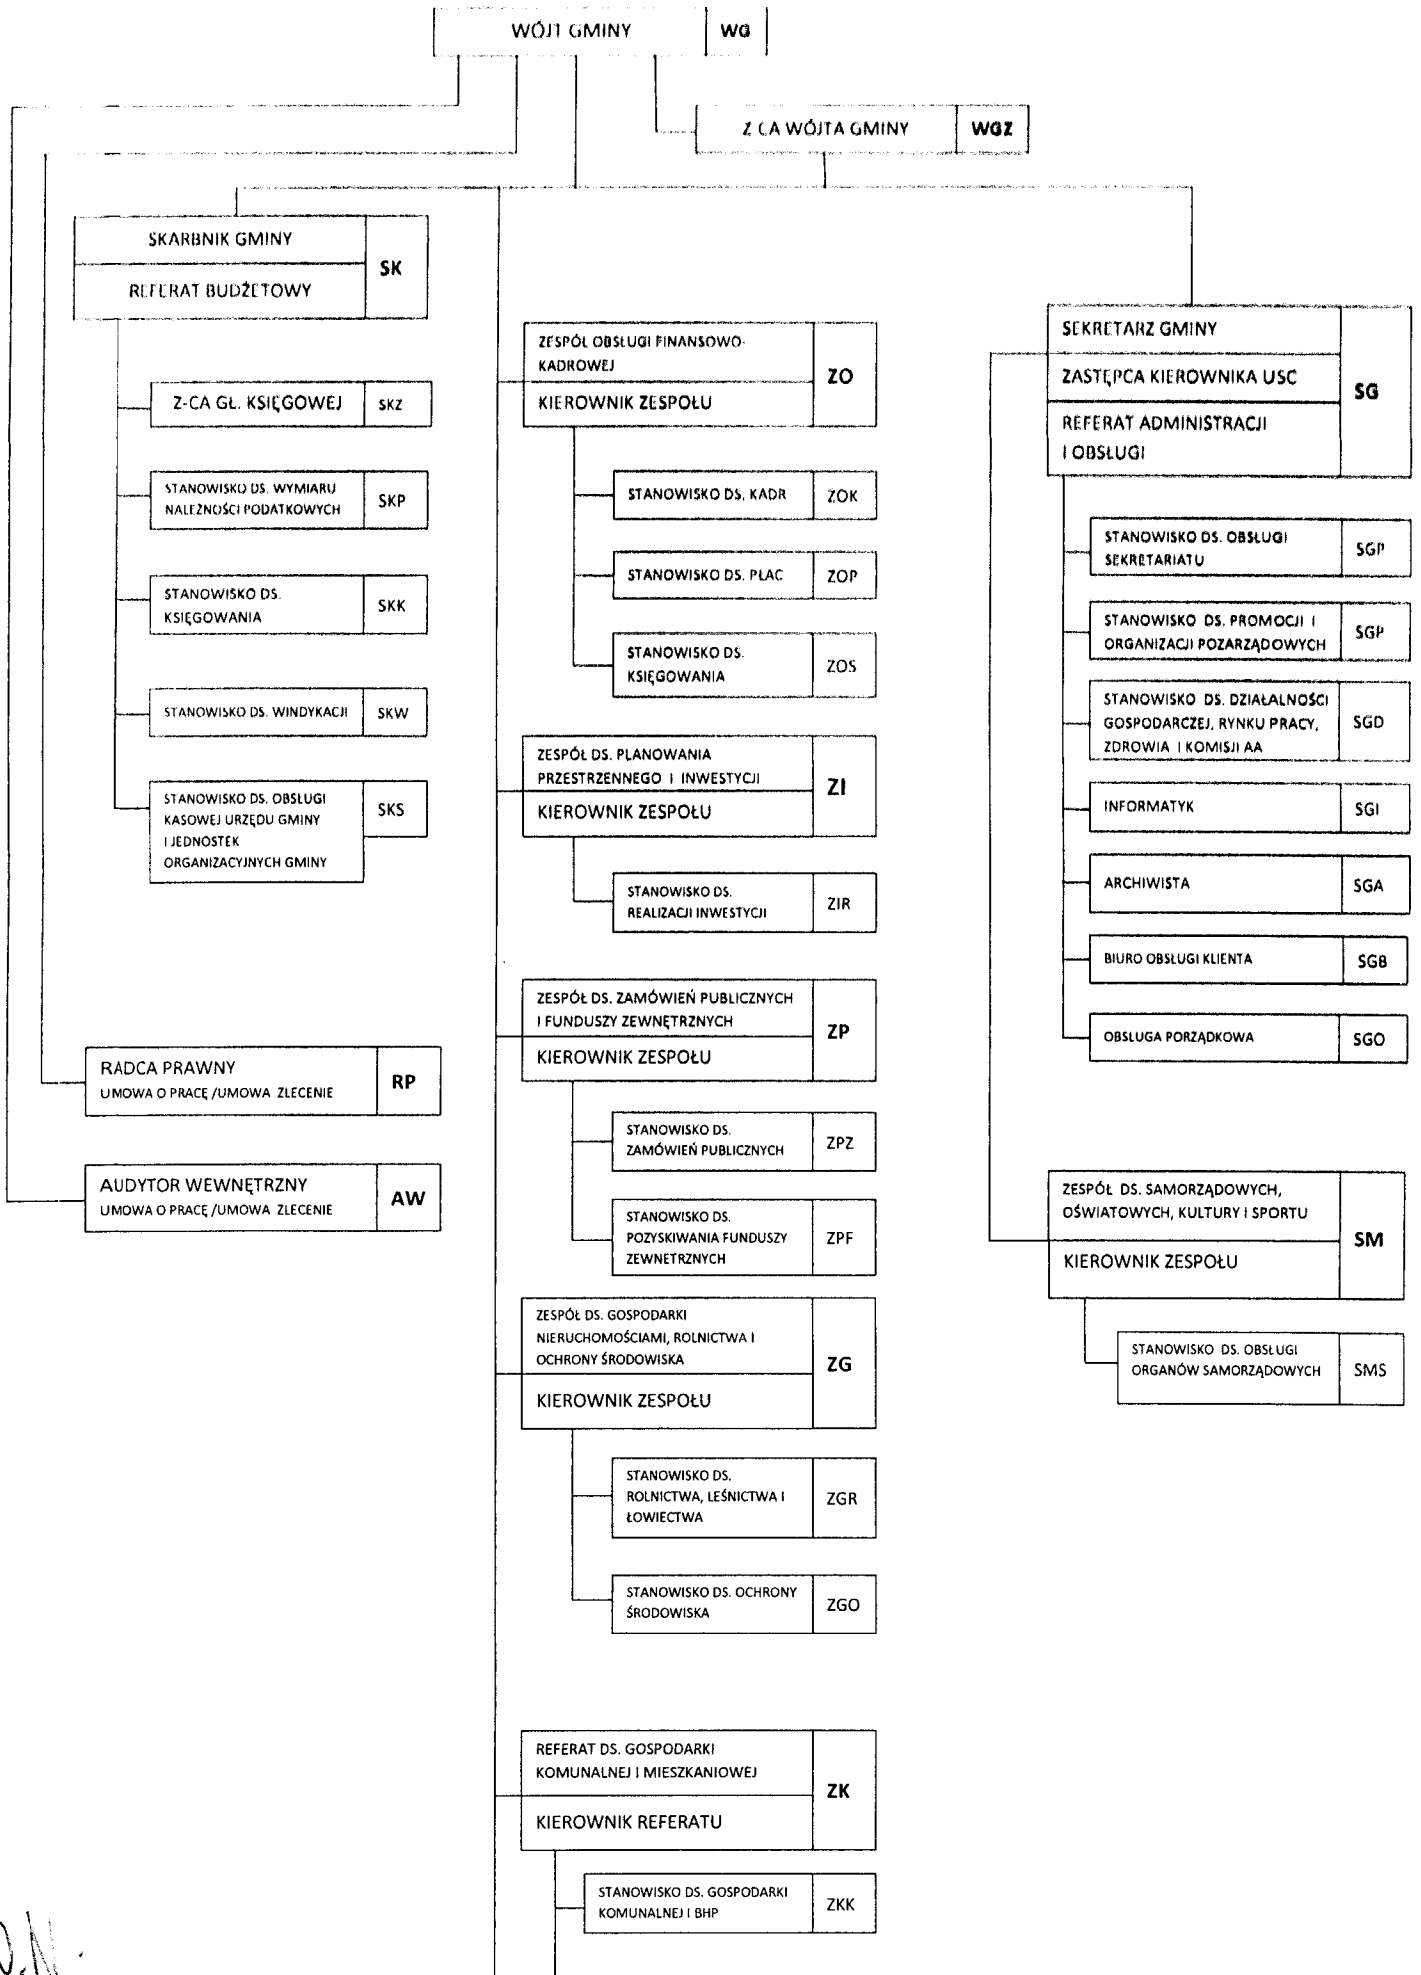 WÓJT GMINY
WG
Z CA WÓJTA GMINY
WGZ
SKARBNIK GMINY
REFERAT BUDŻETOWY
SK
Z-CA GŁ. KSIĘGOWEJ
SKZ
STANOWISKO DS. WYMIARU
NALEŻNOŚCI PODATKOWYCH
SKP
STANOWISKO DS.
KSIĘGOWANIA
SKK
STANOWISKO DS. WINDYKACJI
SKW
STANOWISKO DS. OBSŁUGI
KASOWEJ URZĘDU GMINY
I JEDNOSTEK
ORGANIZACYJNYCH GMINY
SKS
RADCA PRAWNY
UMOWA O PRACĘ /UMOWA ZLECENIE
RP
AUDYTOR WEWNĘTRZNY
UMOWA O PRACĘ /UMOWA ZLECENIE
AW
ZESPÓŁ OBSŁUGI FINANSOWO-
KADROWEJ
KIEROWNIK ZESPOŁU
ZO
STANOWISKO DS. KADR
ZOK
STANOWISKO DS. PŁAC
ZOP
STANOWISKO DS.
KSIĘGOWANIA
ZOS
ZESPÓŁ DS. PLANOWANIA
PRZESTRZENNEGO I INWESTYCJI
KIEROWNIK ZESPOŁU
ZI
STANOWISKO DS.
REALIZACJI INWESTYCJI
ZIR
ZESPÓŁ DS. ZAMÓWIEŃ PUBLICZNYCH
I FUNDUSZY ZEWNĘTRZNYCH
KIEROWNIK ZESPOŁU
ZP
STANOWISKO DS.
ZAMÓWIEŃ PUBLICZNYCH
ZPZ
STANOWISKO DS.
POZYSKIWANIA FUNDUSZY
ZEWNETRZNYCH
ZPF
ZESPÓŁ DS. GOSPODARKI
NIERUCHOMOŚCIAMI, ROLNICTWA I
OCHRONY ŚRODOWISKA
KIEROWNIK ZESPOŁU
ZG
STANOWISKO DS.
ROLNICTWA, LEŚNICTWA I
ŁOWIECTWA
ZGR
STANOWISKO DS. OCHRONY
ŚRODOWISKA
ZGO
REFERAT DS. GOSPODARKI
KOMUNALNEJ I MIESZKANIOWEJ
KIEROWNIK REFERATU
ZK
STANOWISKO DS. GOSPODARKI
KOMUNALNEJ I BHP
ZKK
SEKRETARZ GMINY
ZASTĘPCA KIEROWNIKA USC
REFERAT ADMINISTRACJI
I OBSŁUGI
SG
STANOWISKO DS. OBSŁUGI
SEKRETARIATU
SGP
STANOWISKO DS. PROMOCJI I
ORGANIZACJI POZARZĄDOWYCH
SGP
STANOWISKO DS. DZIAŁALNOŚCI
GOSPODARCZEJ, RYNKU PRACY,
ZDROWIA I KOMISJI AA
SGD
INFORMATYK
SGI
ARCHIWISTA
SGA
BIURO OBSŁUGI KLIENTA
SGB
OBSŁUGA PORZĄDKOWA
SGO
ZESPÓŁ DS. SAMORZĄDOWYCH,
OŚWIATOWYCH, KULTURY I SPORTU
KIEROWNIK ZESPOŁU
SM
STANOWISKO DS. OBSŁUGI
ORGANÓW SAMORZĄDOWYCH
SMS